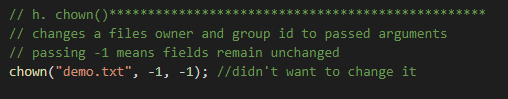 // h. chown()************************************************
// changes a files owner and group id to passed arguments
// passing -1 means fields remain unchanged
chown("demo.txt", -1, -1); //didn't want to change it